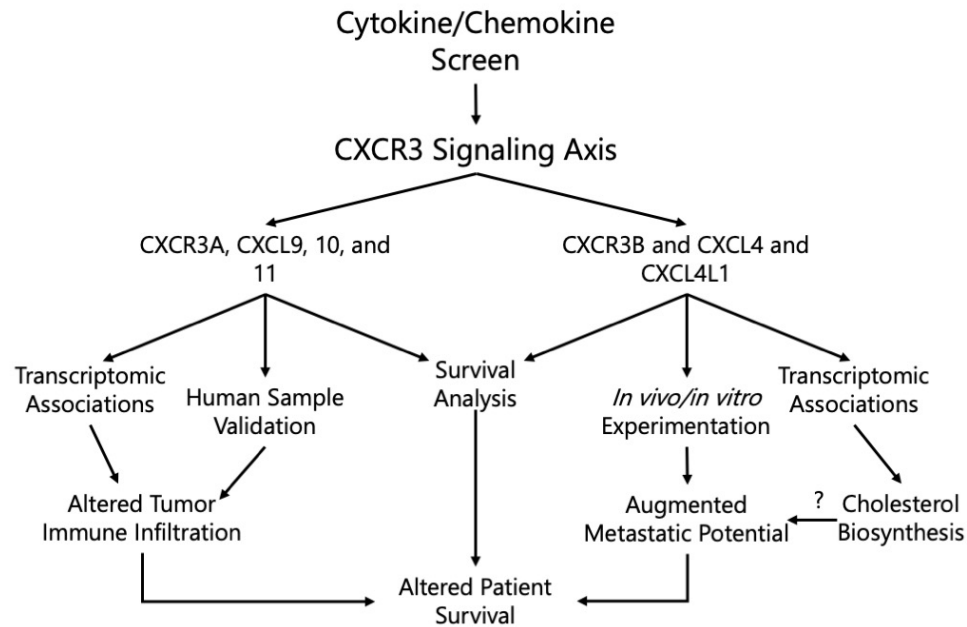 Cytokine/Chemokine
Screen
CXCR3 Signaling Axis
CXCR3A, CXCL9, 10, and
11
CXCR3B and CXCL4 and
CXCL4L1
Transcriptomic
Associations
Human Sample
Validation
Survival
Analysis
In vivo/in vitro
Experimentation
Transcriptomic
Associations
Altered Tumor
Immune Infiltration
Augmented
Metastatic Potential
?
Cholesterol
Biosynthesis
Altered Patient
Survival